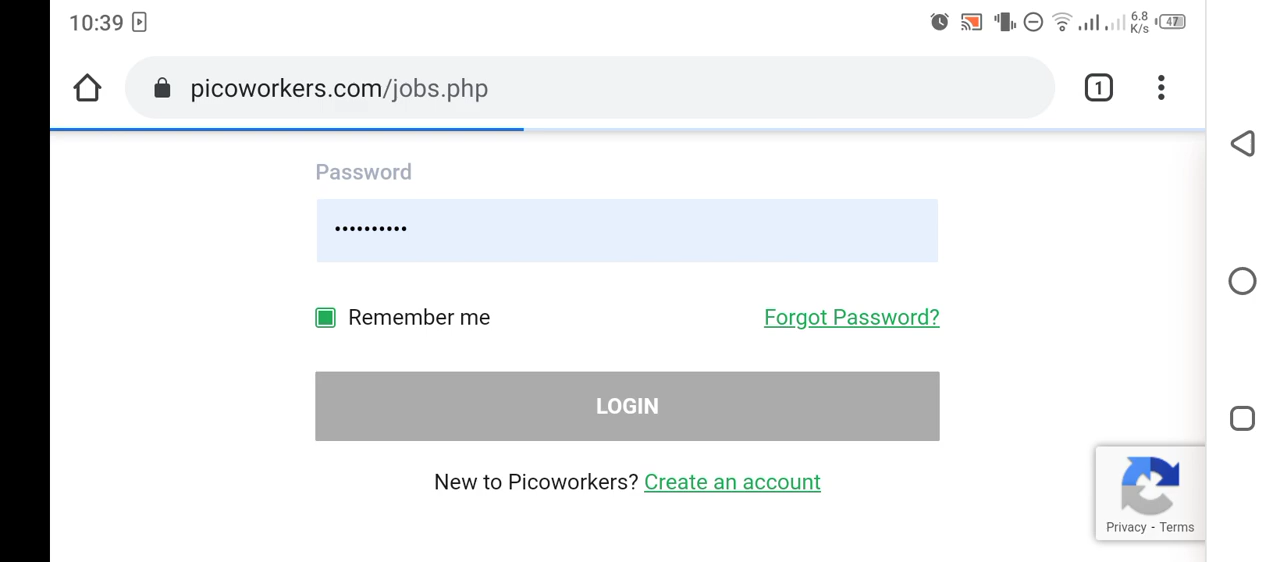 10:39
6.8
K/s
47
picoworkers.com/jobs.php
1
Password
••••••••••
Remember me
Forgot Password?
LOGIN
New to Picoworkers? Create an account
Privacy - Terms